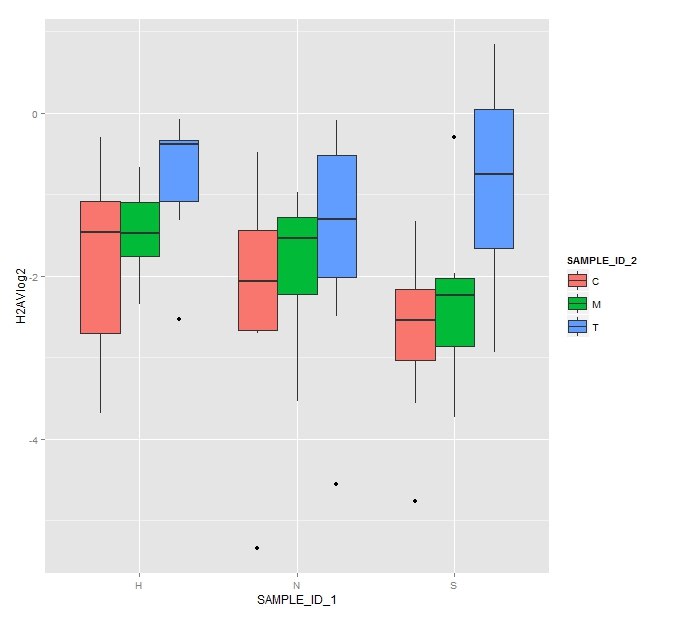 0
-2
-4
H2AVlog2
H N S
SAMPLE_ID_1
SAMPLE_ID_2
C
M
T